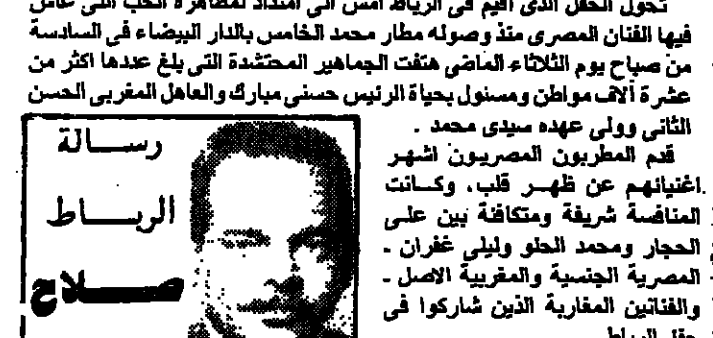 تحول الحفل الذى اقيم فى الرباط امس الى امتداد لمظاهرة الحب التى عاش
فيها الفنان المصرى منذ وصوله مطار محمد الخامس بالدار البيضاء فى السادسة
من صباح يوم الثلاثاء الماضى هتفت الجماهير المحتشدة التى بلغ عددها اكثر من
عشرة آلاف مواطن ومسئول بحياة الرئيس حسنى مبارك والعاهل المغربى الحسن
الثانى وولى عهده سيدى محمد .
قدم المطربون المصريون اشهر
اغنياتهم عن ظهر قلب، وكانت
المنافسة شريفة ومتكافئة بين على
الحجار ومحمد الحلو وليلى غفران ـ
المصرية الجنسية والمغربية الاصل ـ
والفنانين المغاربة الذين شاركوا فى
حفل الرباط
رسالة
الرباط
صلاح